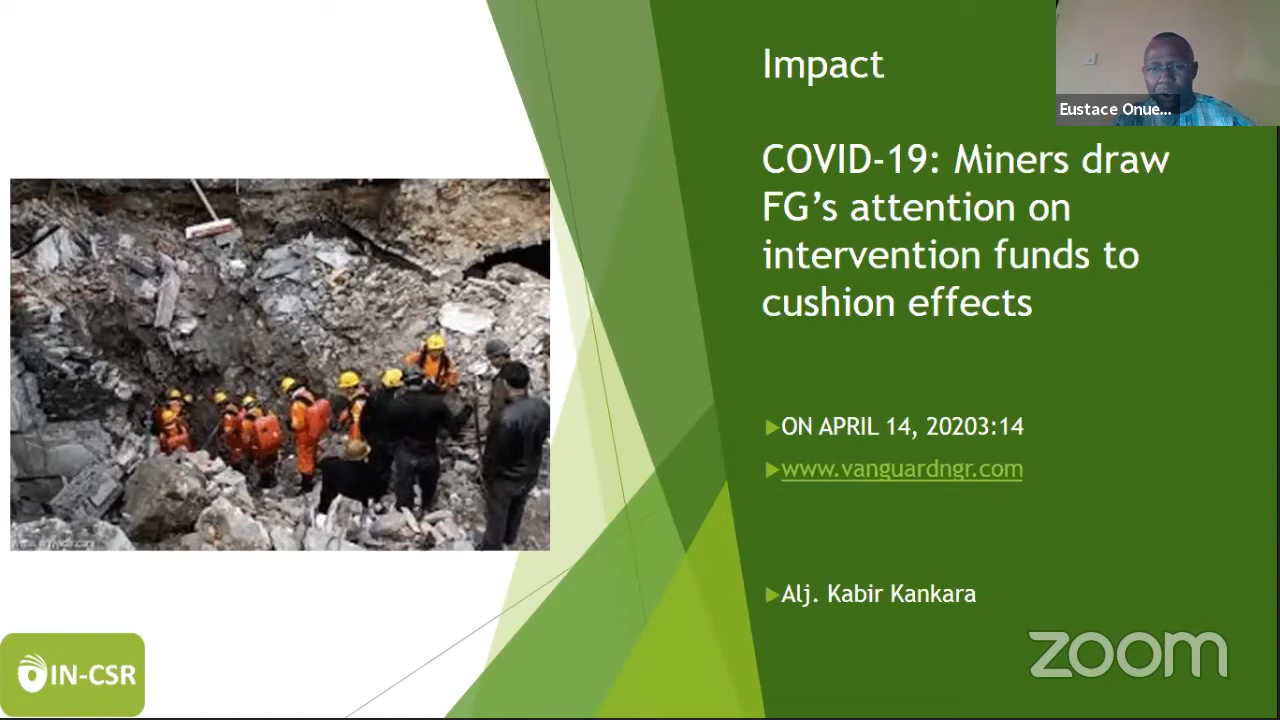 Impact
Eustace Onue...
COVID-19: Miners draw
FG’s attention on
intervention funds to
cushion effects
ON APRIL 14, 20203:14
www.vanguardngr.com
Alj. Kabir Kankara
IN-CSR
zoom